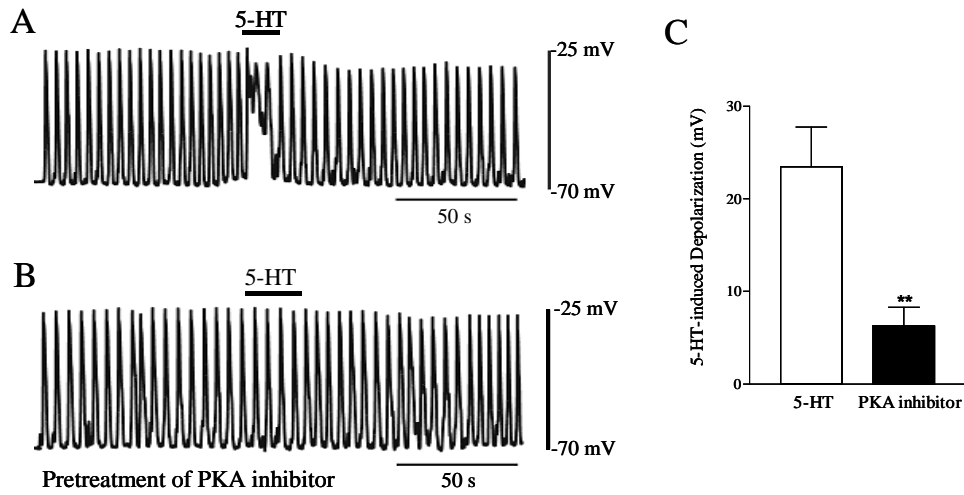 A
5-HT
-25 mV
-70 mV
50 s
B
5-HT
-25 mV
-70 mV
Pretreatment of PKA inhibitor
50 s
C
5-HT-induced Depolarization (mV)
30
20
10
0
**
5-HT
PKA inhibitor